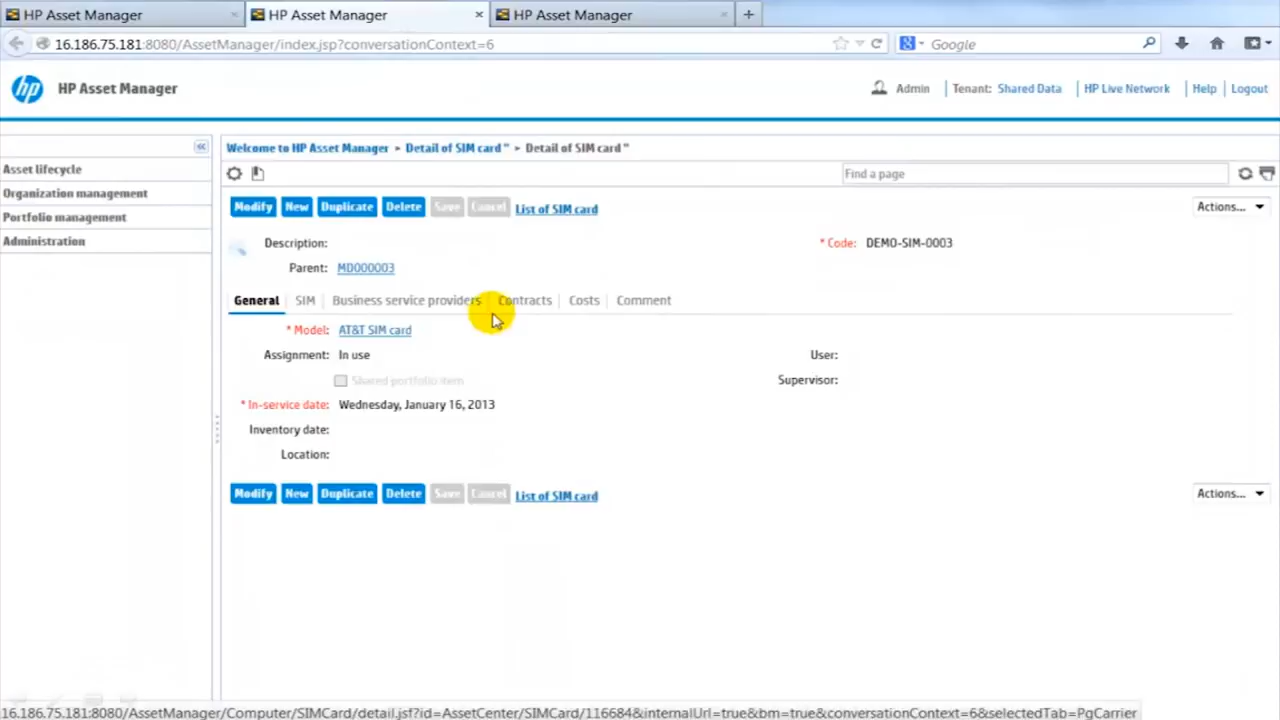 HP Asset Manager × HP Asset Manager × HP Asset Manager × +
16.186.75.181:8080/AssetManager/index.jsp?conversationContext=6 Google
hp HP Asset Manager Admin Tenant: Shared Data HP Live Network Help Logout
Welcome to HP Asset Manager > Detail of SIM card " > Detail of SIM card "
Asset lifecycle
Organization management
Portfolio management
Administration
Find a page
Modify New Duplicate Delete Save Cancel List of SIM card Actions...
Description: * Code: DEMO-SIM-0003
Parent: MD000003
General SIM Business service providers Contracts Costs Comment
* Model: AT&T SIM card
Assignment: In use User:
Shared portfolio item Supervisor:
* In-service date: Wednesday, January 16, 2013
Inventory date:
Location:
Modify New Duplicate Delete Save Cancel List of SIM card Actions...
16.186.75.181:8080/AssetManager/Computer/SIMCard/detail.jsf?id=AssetCenter/SIMCard/116684&internalUrl=true&bm=true&conversationContext=6&selectedTab=PgCarrier